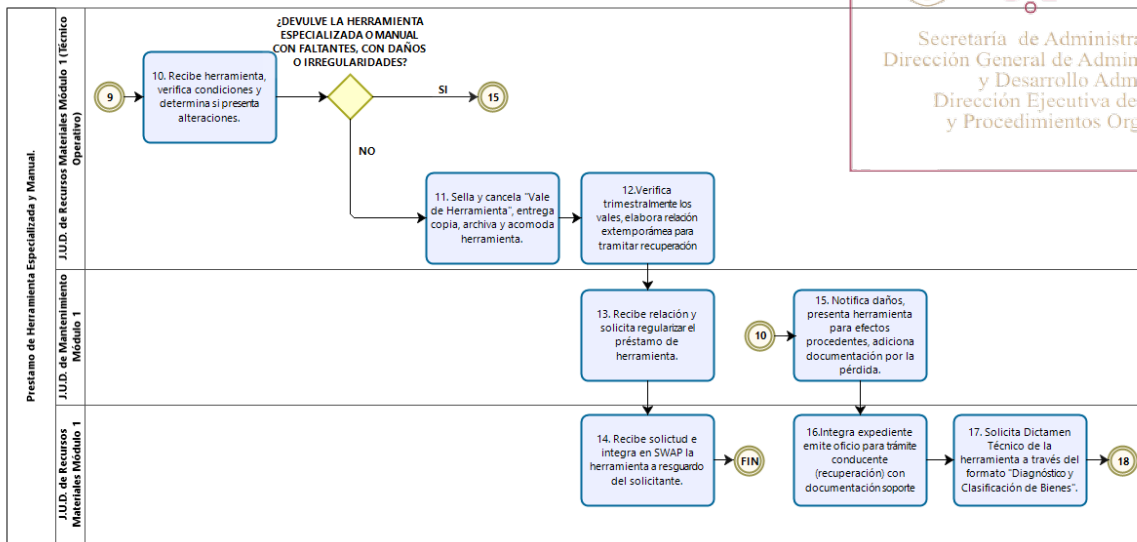 Prestamo de Herramienta Especializada y Manual.
J.U.D. de Recursos Materiales Módulo 1 (Técnico
Operativo)
9
10. Recibe herramienta,
verifica condiciones y
determina si presenta
alteraciones.
¿DEVULVE LA HERRAMIENTA
ESPECIALIZADA O MANUAL
CON FALTANTES, CON DAÑOS
O IRREGULARIDADES?
SI
15
NO
11. Sella y cancela "Vale
de Herramienta", entrega
copia, archiva y acomoda
herramienta.
12.Verifica
trimestralmente los
vales, elabora relación
extemporánea para
tramitar recuperación
Secretaría de Administra
Dirección General de Admin
y Desarrollo Adm
Dirección Ejecutiva de
y Procedimientos Org
J.U.D. de Mantenimiento
Módulo 1
13. Recibe relación y
solicita regularizar el
préstamo de
herramienta.
10
15. Notifica daños,
presenta herramienta
para efectos
procedentes, adiciona
documentación por la
pérdida.
J.U.D. de Recursos
Materiales Módulo 1
14. Recibe solictud e
integra en SWAP la
herramienta a resguardo
del solicitante.
FIN
16.Integra expediente
emite oficio para trámite
conducente
(recuperación) con
documentación soporte
17. Solicita Dictamen
Técnico de la
herramienta a través del
formato "Diagnóstico y
Clasificación de Bienes".
18